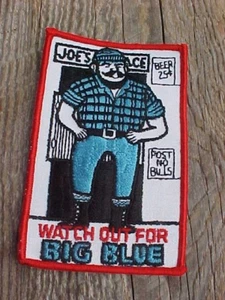 JOE'S ACE
BEER
25¢
POST
NO
BILLS
WATCH OUT FOR
BIG BLUE